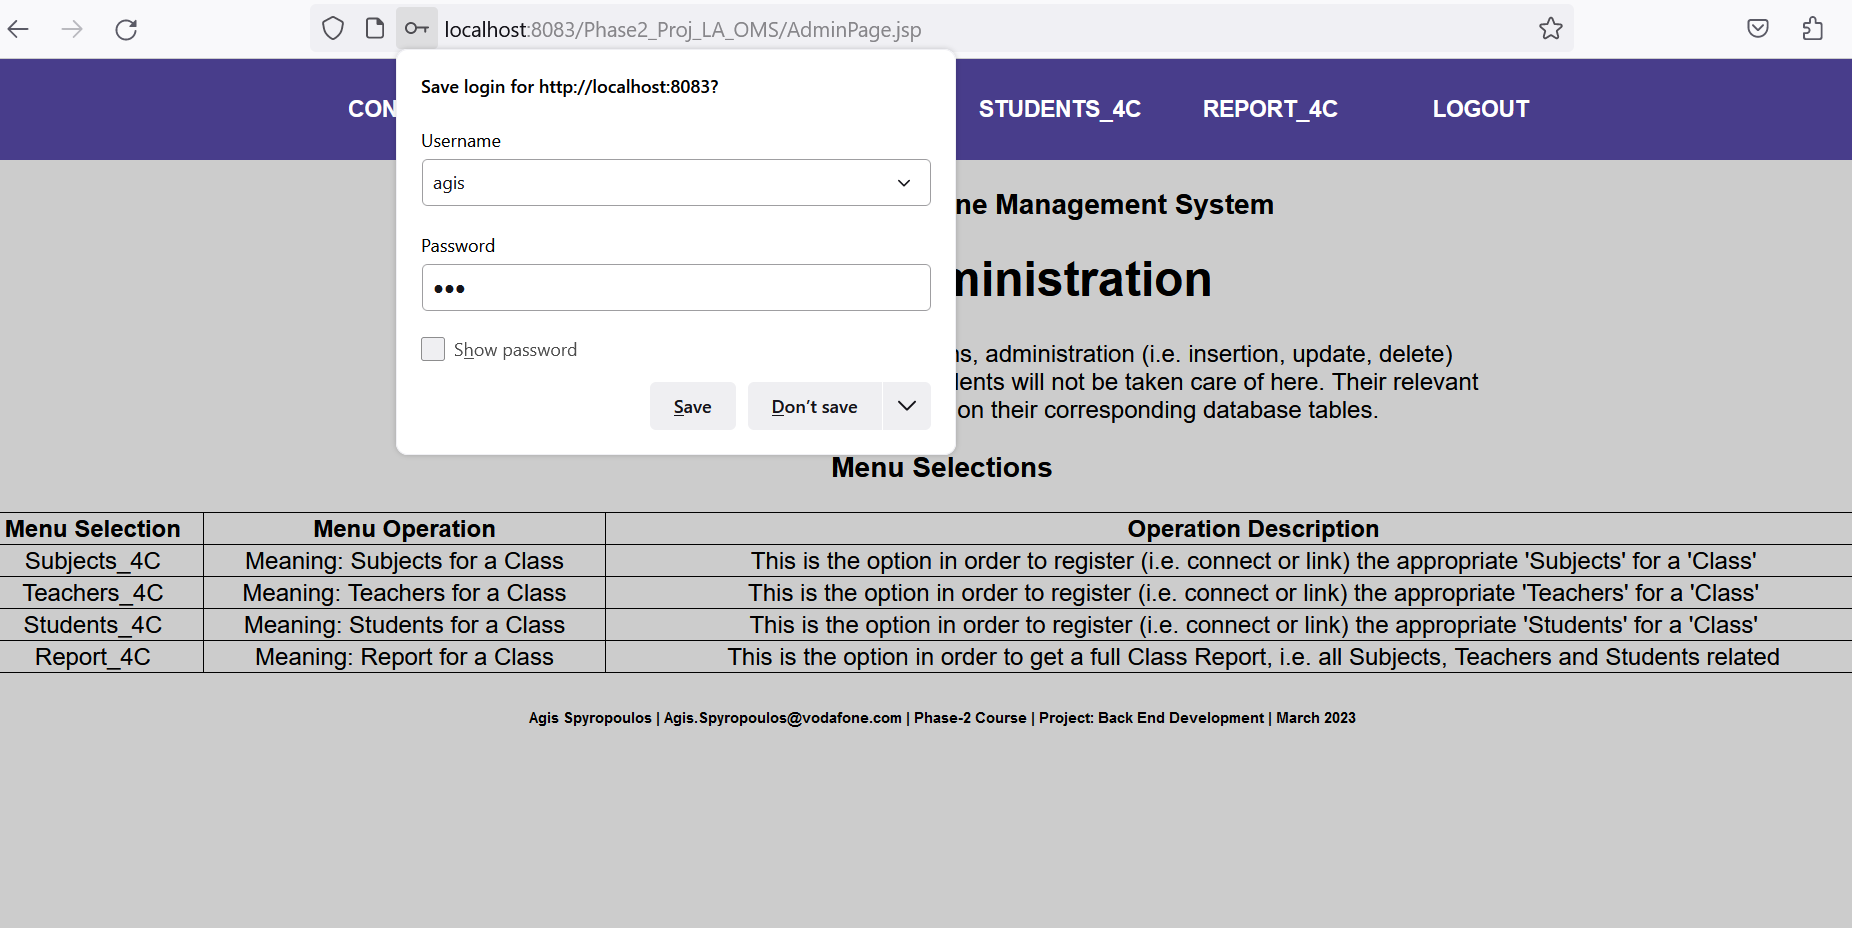 localhost:8083/Phase2_Proj_LA_OMS/AdminPage.jsp
Save login for http://localhost:8083?
Username
agis
Password
•••
Show password
Save
Don’t save
STUDENTS_4C
REPORT_4C
LOGOUT
Management System
administration (i.e. insertion, update, delete)
will not be taken care of here. Their relevant
on their corresponding database tables.
Menu Selections
Menu Selection Menu Operation Operation Description
Subjects_4C Meaning: Subjects for a Class This is the option in order to register (i.e. connect or link) the appropriate 'Subjects' for a 'Class'
Teachers_4C Meaning: Teachers for a Class This is the option in order to register (i.e. connect or link) the appropriate 'Teachers' for a 'Class'
Students_4C Meaning: Students for a Class This is the option in order to register (i.e. connect or link) the appropriate 'Students' for a 'Class'
Report_4C Meaning: Report for a Class This is the option in order to get a full Class Report, i.e. all Subjects, Teachers and Students related
Agis Spyropoulos | Agis.Spyropoulos@vodafone.com | Phase-2 Course | Project: Back End Development | March 2023